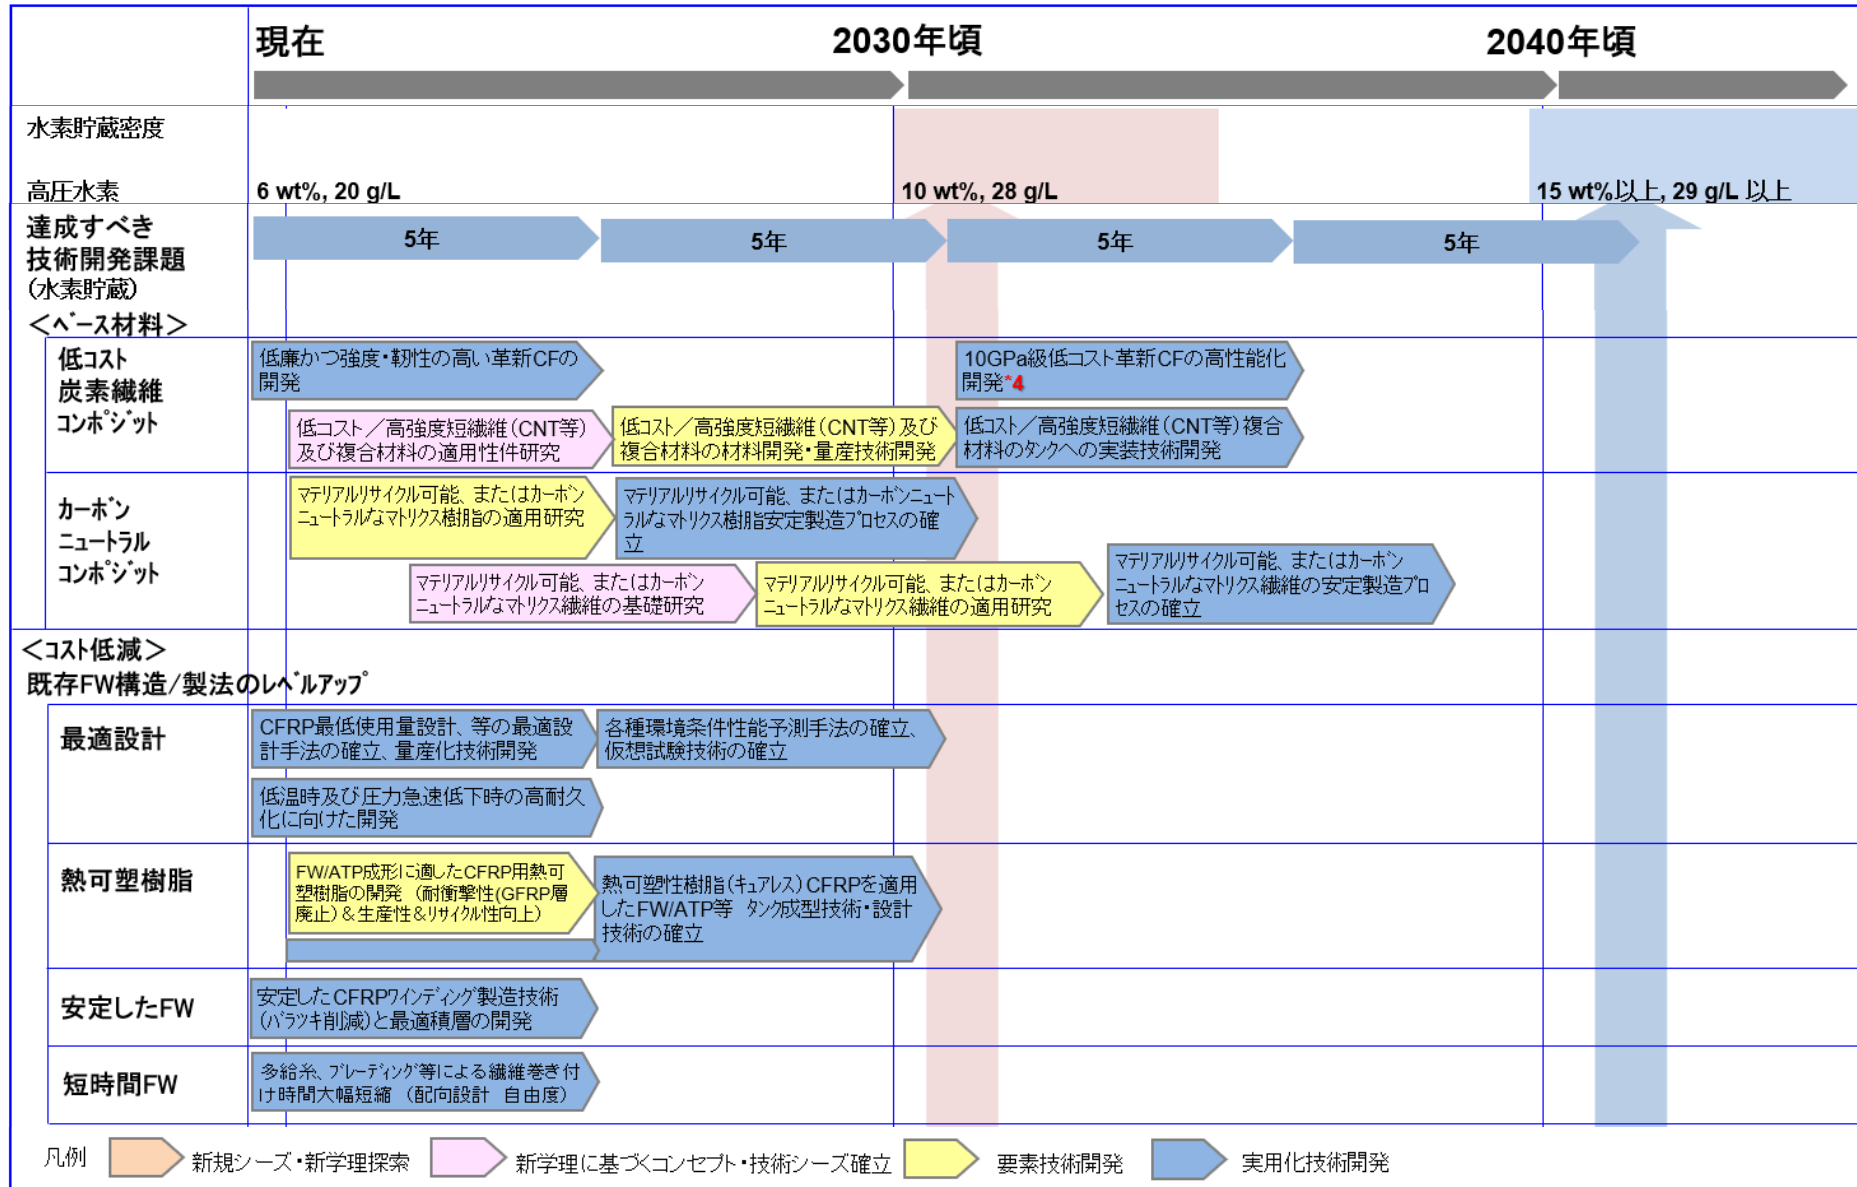 現在
2030年頃
2040年頃
水素貯蔵密度
高圧水素
6 wt%, 20 g/L
10 wt%, 28 g/L
15 wt%以上, 29 g/L 以上
達成すべき
技術開発課題
(水素貯蔵)
5年
5年
5年
5年
＜ベース材料＞
低コスト
炭素繊維
コンポジット
低廉かつ強度・靭性の高い革新CFの
開発
10GPa級低コスト革新CFの高性能化
開発*4
低コスト／高強度短繊維(CNT等)
及び複合材料の適用性件研究
低コスト／高強度短繊維(CNT等)及び
複合材料の材料開発・量産技術開発
低コスト／高強度短繊維(CNT等)複合
材料のタンクへの実装技術開発
カーボン
ニュートラル
コンポジット
マテリアルリサイクル可能、またはカーボン
ニュートラルなマトリクス樹脂の適用研究
マテリアルリサイクル可能、またはカーボンニュート
ラルなマトリクス樹脂安定製造プロセスの確
立
マテリアルリサイクル可能、またはカーボン
ニュートラルなマトリクス繊維の基礎研究
マテリアルリサイクル可能、またはカーボン
ニュートラルなマトリクス繊維の適用研究
マテリアルリサイクル可能、またはカーボン
ニュートラルなマトリクス繊維の安定製造プロ
セスの確立
＜コスト低減＞
既存FW構造/製法のレベルアップ
最適設計
CFRP最低使用量設計、等の最適設
計手法の確立、量産化技術開発
各種環境条件性能予測手法の確立、
仮想試験技術の確立
低温時及び圧力急速低下時の高耐久
化に向けた開発
熱可塑樹脂
FW/ATP成形に適したCFRP用熱可
塑樹脂の開発 （耐衝撃性(GFRP層
廃止)＆生産性＆リサイクル性向上）
熱可塑性樹脂(キュアレス)CFRPを適用
したFW/ATP等 タンク成型技術・設計
技術の確立
安定したFW
安定したCFRPワインディング製造技術
(バラツキ削減)と最適積層の開発
短時間FW
多給糸、ブレーディング等による繊維巻き付
け時間大幅短縮 （配向設計 自由度）
凡例
新規シーズ・新学理探索
新学理に基づくコンセプト・技術シーズ確立
要素技術開発
実用化技術開発